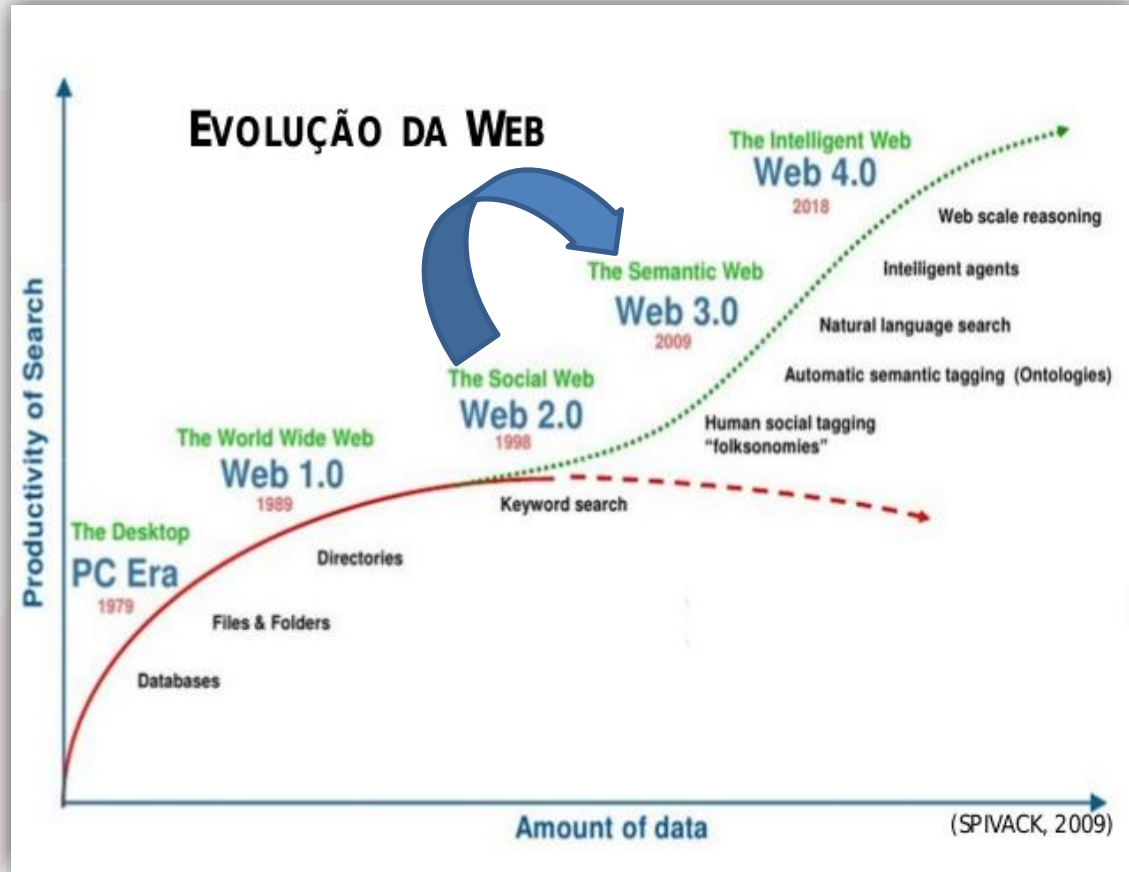 EVOLUÇÃO DA WEB
The Intelligent Web
Web 4.0
2018
Web scale reasoning
Intelligent agents
The Semantic Web
Web 3.0
2009
Natural language search
Automatic semantic tagging (Ontologies)
The Social Web
Web 2.0
1998
Human social tagging
“folksonomies”
The World Wide Web
Web 1.0
1989
Keyword search
The Desktop
PC Era
1979
Directories
Files & Folders
Databases
Productivity of Search
Amount of data
(SPIVACK, 2009)